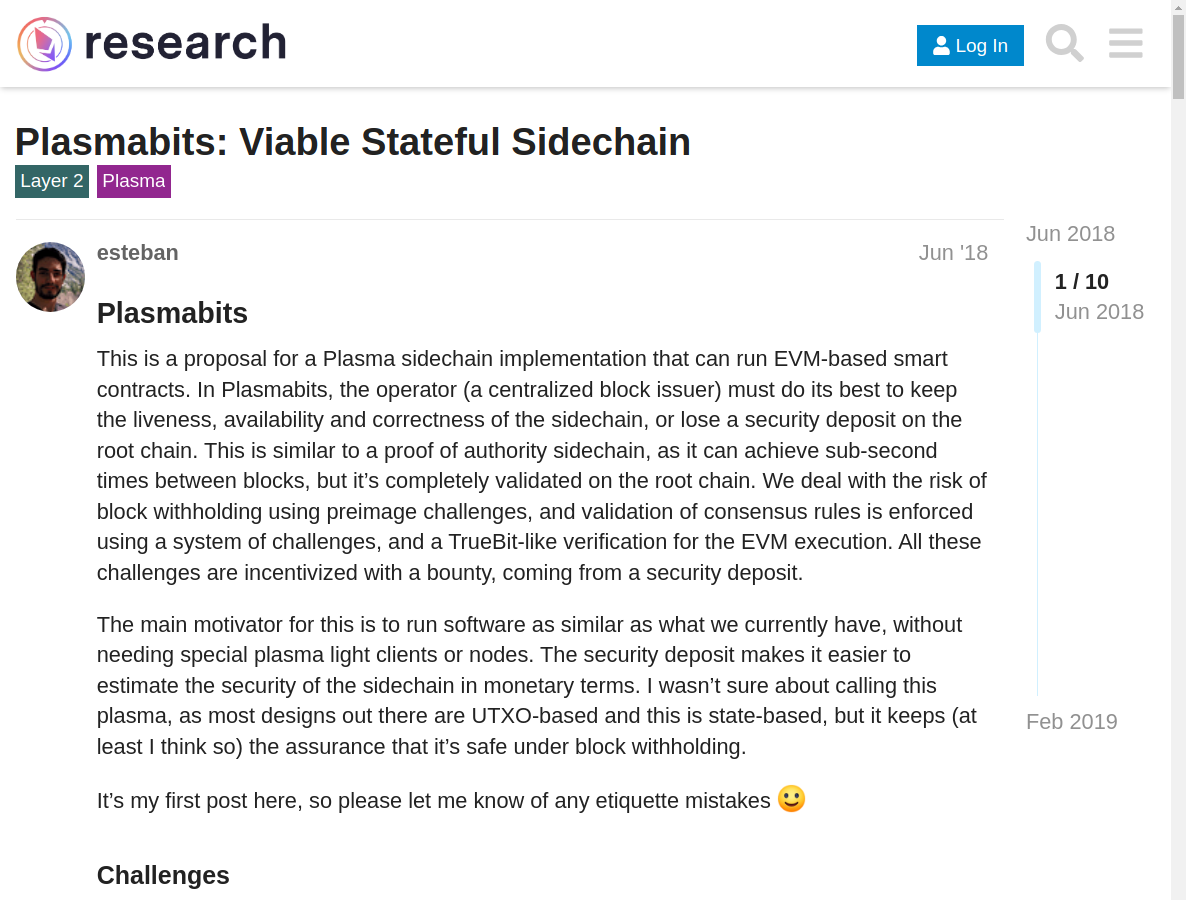 research
Log In
Plasmabits: Viable Stateful Sidechain
Layer 2 Plasma
Jun 2018
esteban
Jun '18
1 / 10
Jun 2018
Plasmabits
This is a proposal for a Plasma sidechain implementation that can run EVM-based smart
contracts. In Plasmabits, the operator (a centralized block issuer) must do its best to keep
the liveness, availability and correctness of the sidechain, or lose a security deposit on the
root chain. This is similar to a proof of authority sidechain, as it can achieve sub-second
times between blocks, but it’s completely validated on the root chain. We deal with the risk of
block withholding using preimage challenges, and validation of consensus rules is enforced
using a system of challenges, and a TrueBit-like verification for the EVM execution. All these
challenges are incentivized with a bounty, coming from a security deposit.
The main motivator for this is to run software as similar as what we currently have, without
needing special plasma light clients or nodes. The security deposit makes it easier to
estimate the security of the sidechain in monetary terms. I wasn’t sure about calling this
plasma, as most designs out there are UTXO-based and this is state-based, but it keeps (at
least I think so) the assurance that it’s safe under block withholding.
Feb 2019
It’s my first post here, so please let me know of any etiquette mistakes 🙂
Challenges